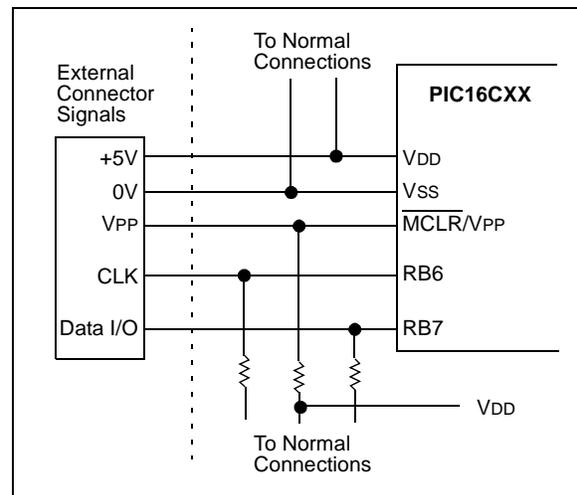 To Normal
Connections
External
Connector
Signals
PIC16CXX
+5V
VDD
0V
VSS
VPP
MCLR/VPP
CLK
RB6
Data I/O
RB7
VDD
To Normal
Connections